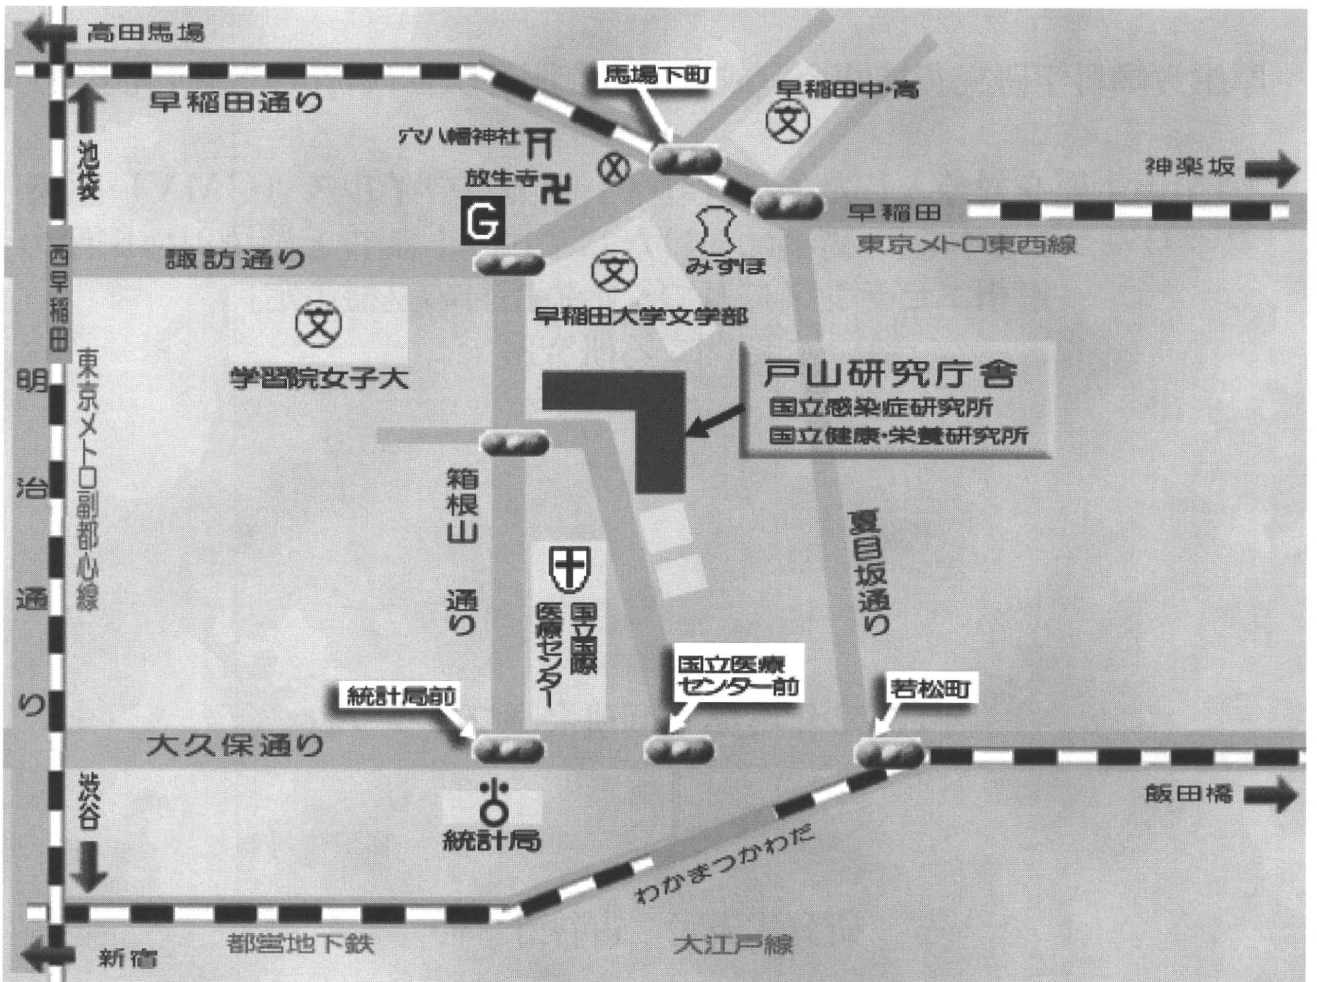 高田馬場
早稲田通り
池袋
馬場下町
早稲田中・高
文
穴八幡神社
放生寺
G
神楽坂
早稲田
東京メトロ東西線
みずほ
諏訪通り
西早稲田
文
早稲田大学文学部
文
学習院女子大
戸山研究庁舎
国立感染症研究所
国立健康・栄養研究所
明治通り
東京メトロ副都心線
箱根山通り
夏目坂通り
国立国際
医療センター
国立医療
センター前
若松町
統計局前
大久保通り
渋谷
統計局
飯田橋
わかまつかわだ
都営地下鉄
大江戸線
新宿